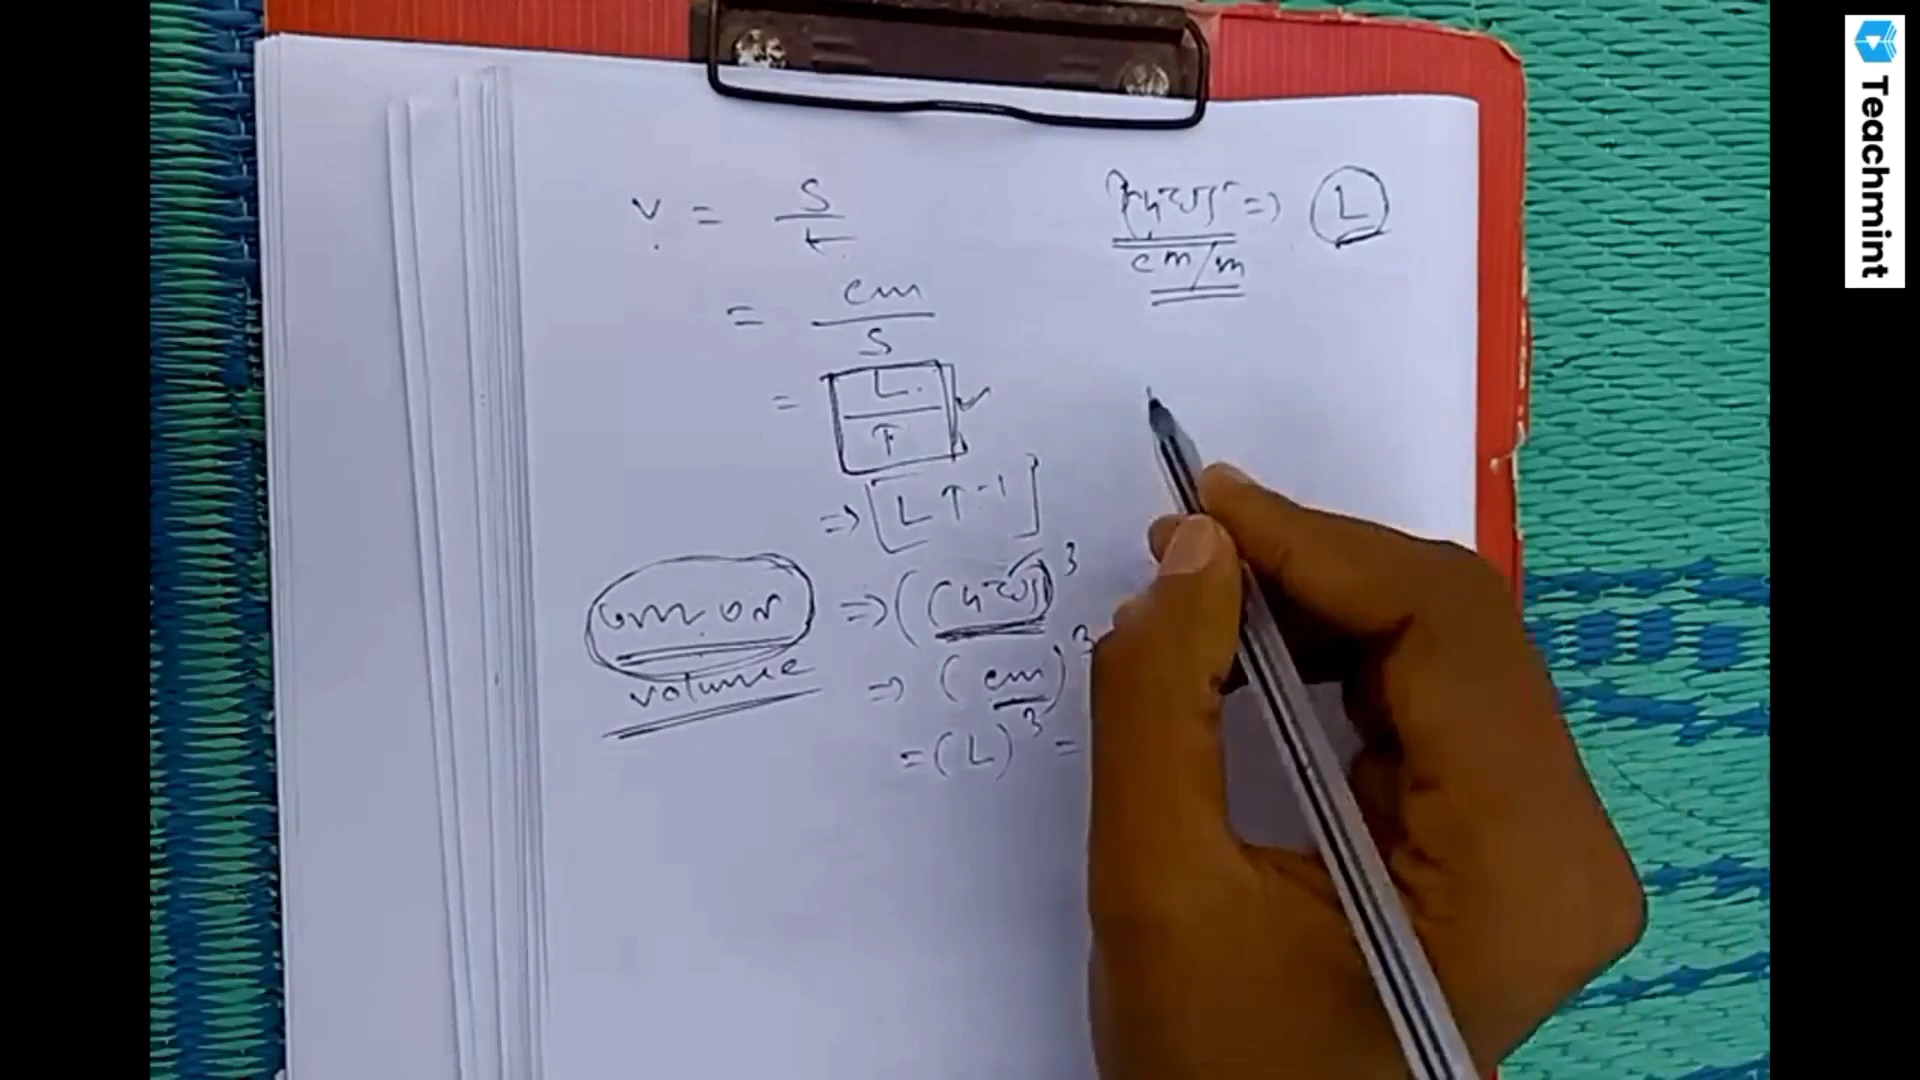 v = s/t
দৈর্ঘ্য => L
cm/m
= cm/s
= L/T
=> [LT-1]
আয়তন => (দৈর্ঘ্য)³
volume => (cm)³
= (L)³ =
Teachmint